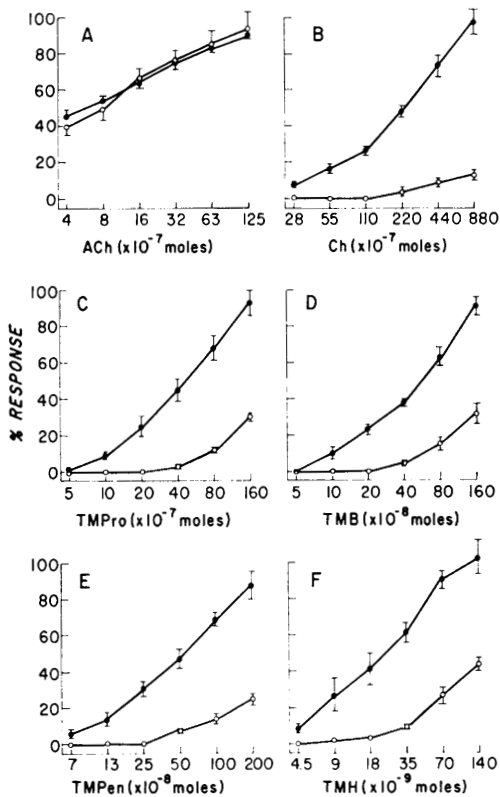 % RESPONSE
A
100
80
60
40
20
0
4 8 16 32 63 125
ACh (x10⁻⁷ moles)
B
28 55 110 220 440 880
Ch (x10⁻⁷ moles)
C
100
80
60
40
20
0
5 10 20 40 80 160
TMPro (x10⁻⁷ moles)
D
5 10 20 40 80 160
TMB (x10⁻⁸ moles)
E
100
80
60
40
20
0
7 13 25 50 100 200
TMPen (x10⁻⁸ moles)
F
4.5 9 18 35 70 140
TMH (x10⁻⁹ moles)